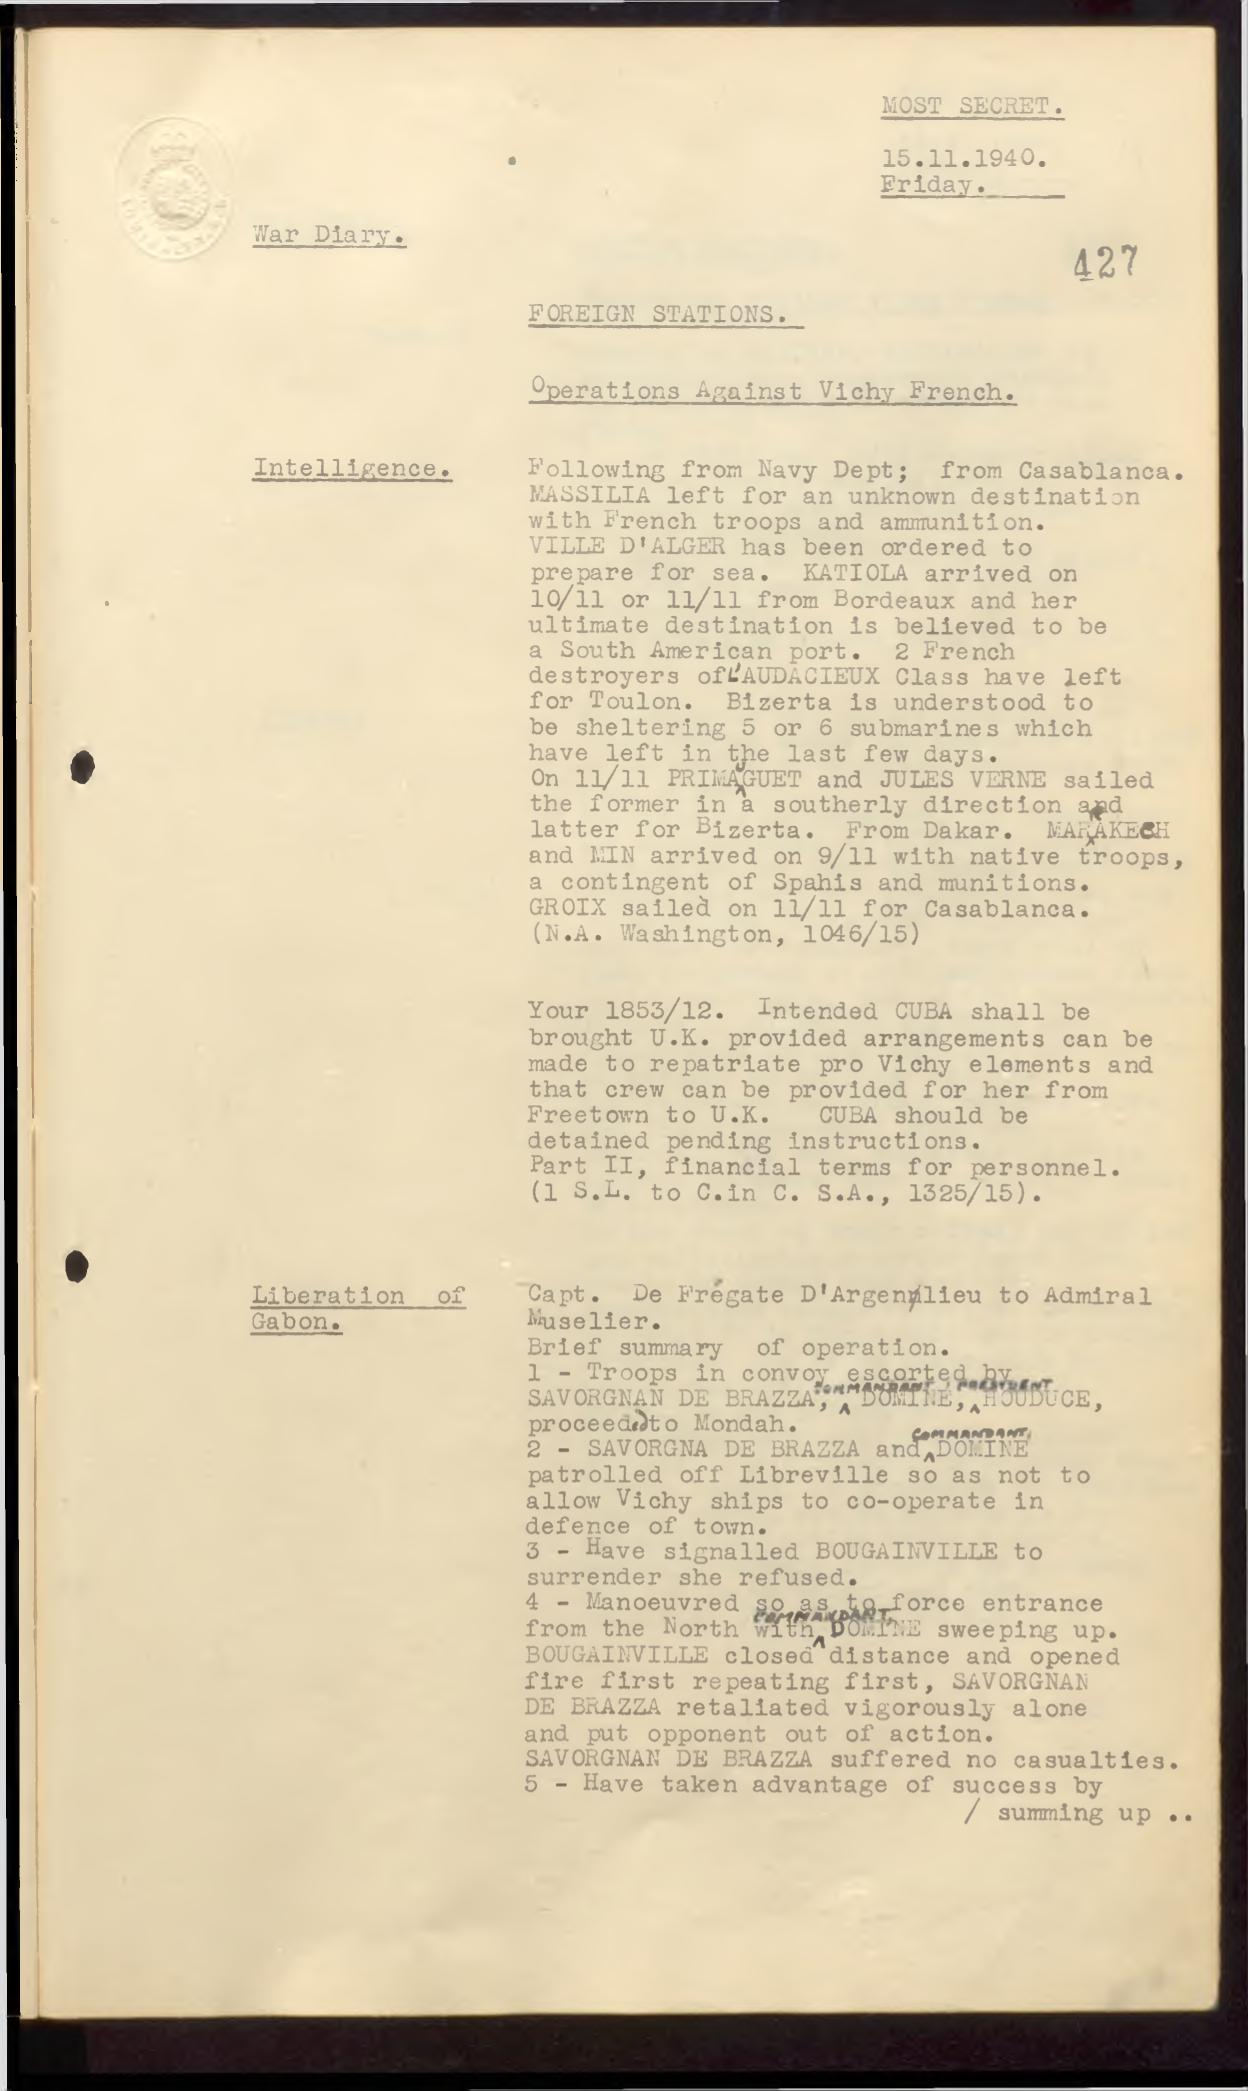 MOST SECRET.
15.11.1940.
Friday.
War Diary.
427
FOREIGN STATIONS.
Operations Against Vichy French.
Intelligence.
Following from Navy Dept; from Casablanca.
MASSILIA left for an unknown destination
with French troops and ammunition.
VILLE D'ALGER has been ordered to
prepare for sea. KATIOLA arrived on
10/11 or 11/11 from Bordeaux and her
ultimate destination is believed to be
a South American port. 2 French
destroyers of L'AUDACIEUX Class have left
for Toulon. Bizerta is understood to
be sheltering 5 or 6 submarines which
have left in the last few days.
On 11/11 PRIMAUGUET and JULES VERNE sailed
the former in a southerly direction and
latter for Bizerta. From Dakar. MARRAKECH
and MIN arrived on 9/11 with native troops,
a contingent of Spahis and munitions.
GROIX sailed on 11/11 for Casablanca.
(N.A. Washington, 1046/15)
Your 1853/12. Intended CUBA shall be
brought U.K. provided arrangements can be
made to repatriate pro Vichy elements and
that crew can be provided for her from
Freetown to U.K. CUBA should be
detained pending instructions.
Part II, financial terms for personnel.
(1 S.L. to C.in C. S.A., 1325/15).
Liberation of
Gabon.
Capt. De Frégate D'Argenlieu to Admiral
Muselier.
Brief summary of operation.
1 - Troops in convoy escorted by
SAVORGNAN DE BRAZZA, COMMANDANT DOMINE, PRESIDENT HOUDUCE,
proceed to Mondah.
2 - SAVORGNA DE BRAZZA and COMMANDANT DOMINE
patrolled off Libreville so as not to
allow Vichy ships to co-operate in
defence of town.
3 - Have signalled BOUGAINVILLE to
surrender she refused.
4 - Manoeuvred so as to force entrance
from the North with COMMANDANT DOMINE sweeping up.
BOUGAINVILLE closed distance and opened
fire first repeating first, SAVORGNAN
DE BRAZZA retaliated vigorously alone
and put opponent out of action.
SAVORGNAN DE BRAZZA suffered no casualties.
5 - Have taken advantage of success by
/ summing up ..